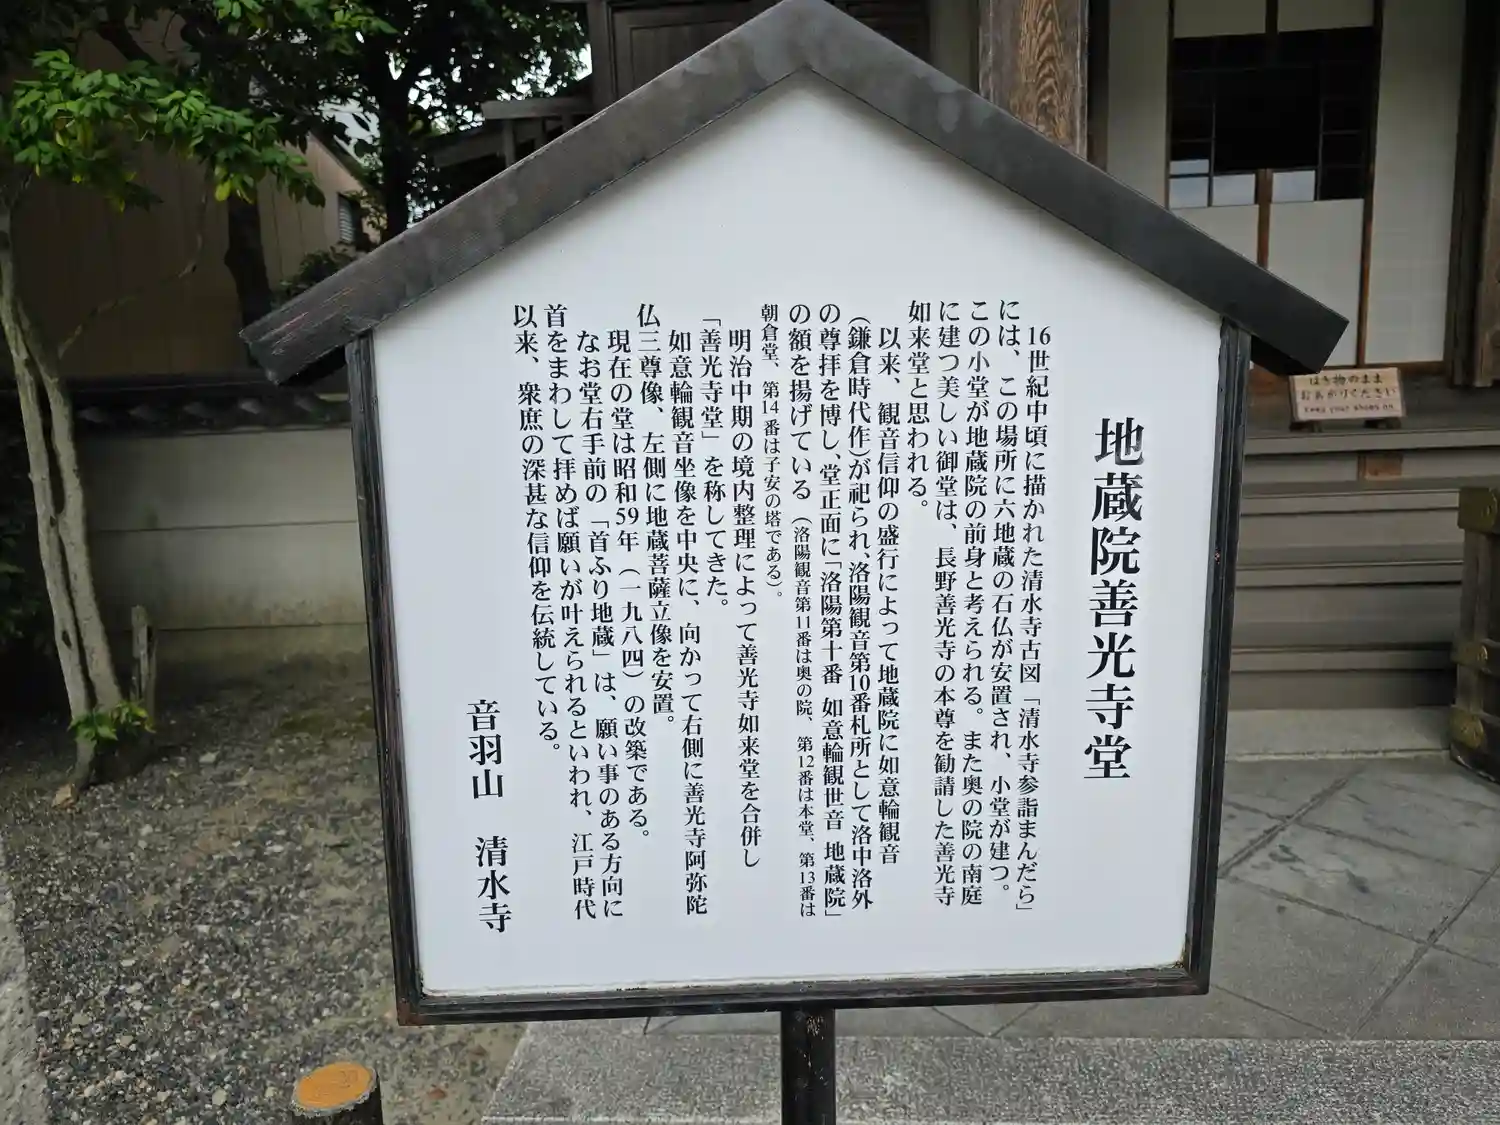 地蔵院善光寺堂
16世紀中頃に描かれた清水寺古図「清水寺参詣まんだら」
には、この場所に六地蔵の石仏が安置され、小堂が建つ。
この小堂が地蔵院の前身と考えられる。また奥の院の南庭
に建つ美しい御堂は、長野善光寺の本尊を勧請した善光寺
如来堂と思われる。
以来、観音信仰の盛行によって地蔵院に如意輪観音
(鎌倉時代作)が祀られ、洛陽観音第10番札所として洛中洛外
の尊拝を博し、堂正面に「洛陽第十番 如意輪観世音 地蔵院」
の額を揚げている(洛陽観音第11番は奥の院、第12番は本堂、第13番は
朝倉堂、第14番は子安の塔である)。
明治中期の境内整理によって善光寺如来堂を合併し
「善光寺堂」を称してきた。
如意輪観音坐像を中央に、向かって右側に善光寺阿弥陀
仏三尊像、左側に地蔵菩薩立像を安置。
現在の堂は昭和59年(一九八四)の改築である。
なお堂右手前の「首ふり地蔵」は、願い事のある方向に
首をまわして拝めば願いが叶えられるといわれ、江戸時代
以来、衆庶の深甚な信仰を伝統している。
音羽山 清水寺
はき物のまま
おあがりください
Keep your shoes on